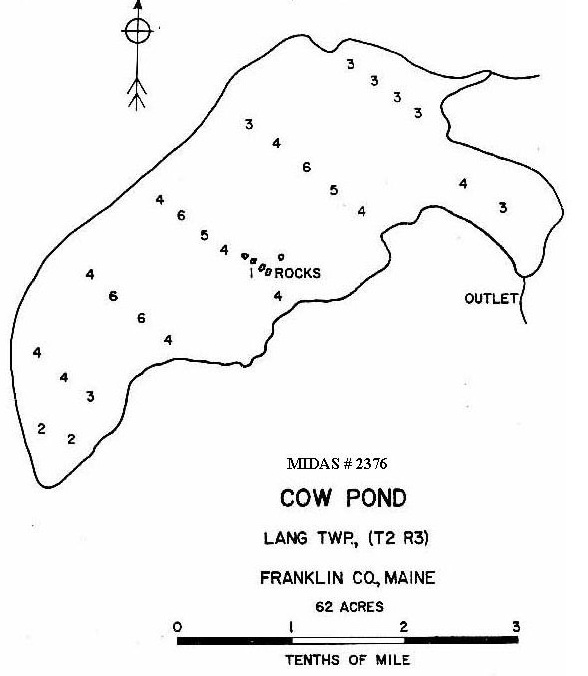 3
3
3
3
3
4
6
5
4
4
3
4
6
5
4
1
ROCKS
4
4
6
6
4
OUTLET
4
4
3
2
2
MIDAS # 2376
COW POND
LANG TWP., (T2 R3)
FRANKLIN CO., MAINE
62 ACRES
0 1 2 3
TENTHS OF MILE